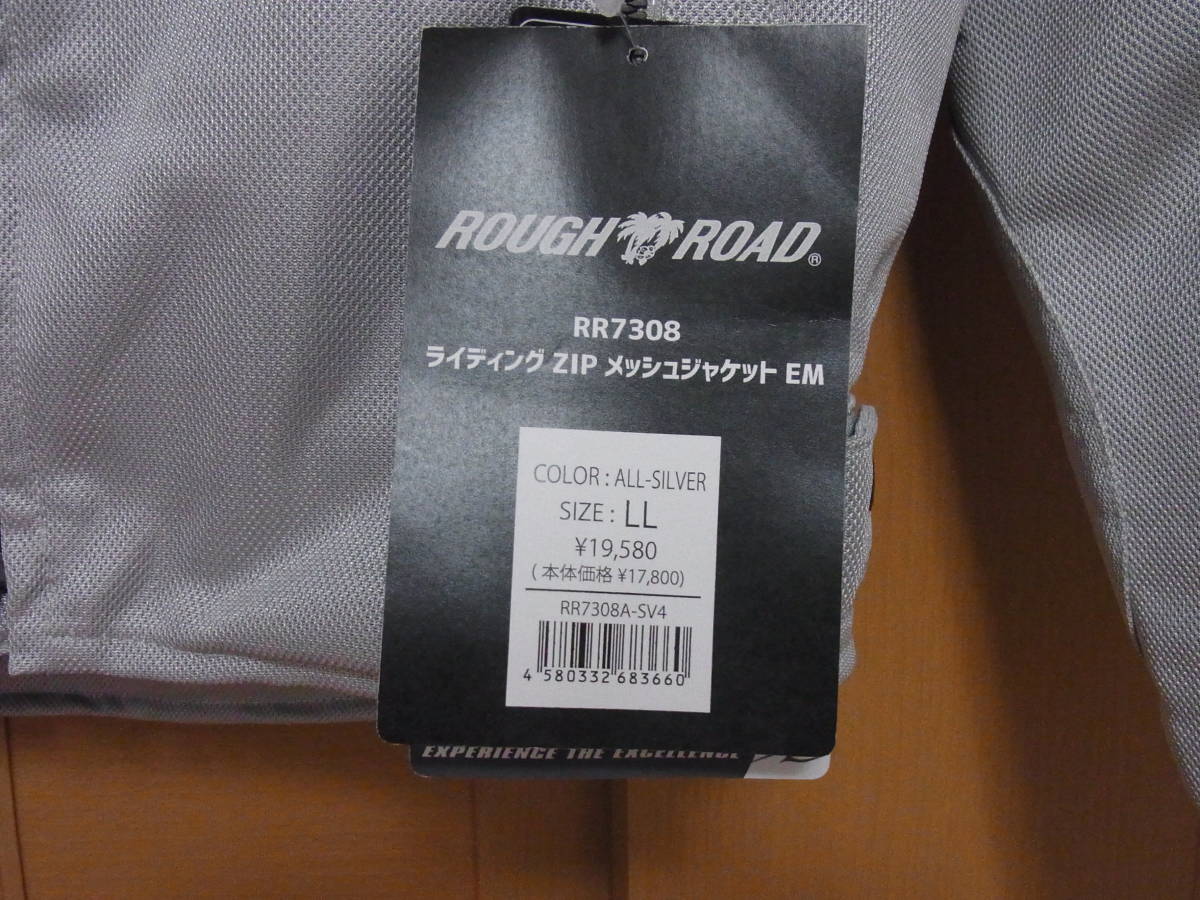 ROUGH ROAD ®
RR7308
ライディング ZIP メッシュジャケット EM
COLOR : ALL-SILVER
SIZE : LL
¥19,580
( 本体価格 ¥17,800)
RR7308A-SV4
4 580332 683660
EXPERIENCE THE EXCELLENCE